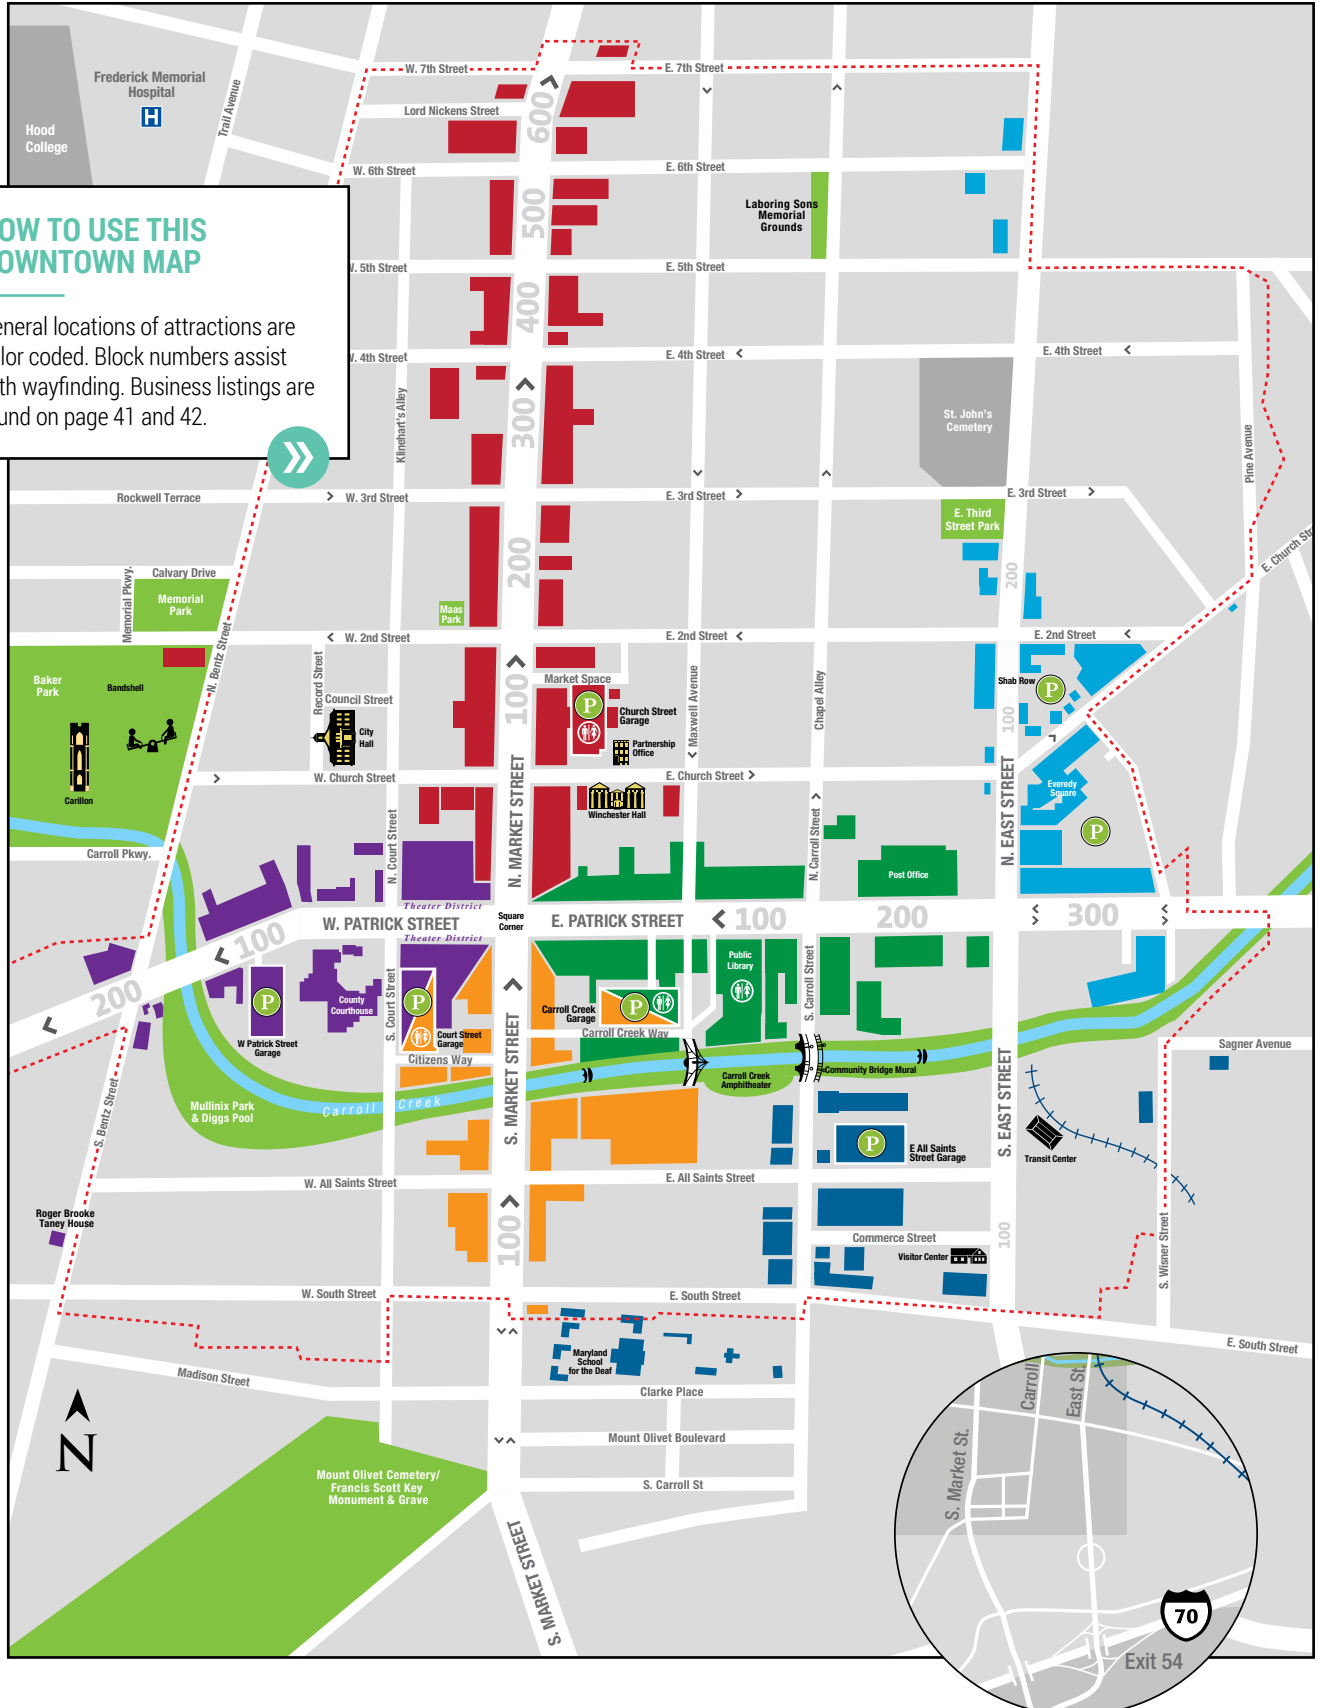 W. 7th Street
E. 7th Street
Frederick Memorial
Hospital
H
Trail Avenue
Hood
College
Lord Nickens Street
600
W. 6th Street
E. 6th Street
500
Laboring Sons
Memorial
Grounds
OW TO USE THIS
OWNTOWN MAP
eneral locations of attractions are
lor coded. Block numbers assist
th wayfinding. Business listings are
und on page 41 and 42.
. 5th Street
E. 5th Street
400
. 4th Street
E. 4th Street
E. 4th Street
Klinehart's Alley
300
St. John's
Cemetery
Pine Avenue
Rockwell Terrace
W. 3rd Street
E. 3rd Street
E. 3rd Street
E. Third
Street Park
200
200
E. Church Str
Memorial Pkwy.
Calvary Drive
Memorial
Park
Maas
Park
N. Bentz Street
W. 2nd Street
E. 2nd Street
E. 2nd Street
Baker
Park
Bandshell
Record Street
Council Street
Market Space
Maxwell Avenue
Chapel Alley
Shab Row
P
100
100
P
Church Street
Garage
City
Hall
Partnership
Office
Carillon
W. Church Street
E. Church Street
Everedy
Square
P
Winchester Hall
N. Court Street
N. MARKET STREET
N. Carroll Street
N. EAST STREET
Carroll Pkwy.
Post Office
Theater District
W. PATRICK STREET
Square
Corner
E. PATRICK STREET
100
200
300
Theater District
100
200
P
W Patrick Street
Garage
County
Courthouse
S. Court Street
P
Court Street
Garage
Citizens Way
S. MARKET STREET
Carroll Creek
Garage
P
Carroll Creek Way
Public
Library
S. Carroll Street
Carroll Creek
Amphitheater
Community Bridge Mural
Sagner Avenue
S. Bentz Street
Mullinix Park
& Diggs Pool
Carroll Creek
S. EAST STREET
P
E All Saints
Street Garage
Transit Center
W. All Saints Street
E. All Saints Street
Roger Brooke
Taney House
100
100
Commerce Street
Visitor Center
S. Wisner Street
W. South Street
E. South Street
E. South Street
Maryland
School
for the Deaf
Madison Street
Clarke Place
N
Mount Olivet Boulevard
Mount Olivet Cemetery/
Francis Scott Key
Monument & Grave
S. Carroll St
S. MARKET STREET
S. Market St.
Carroll
East St.
70
Exit 54